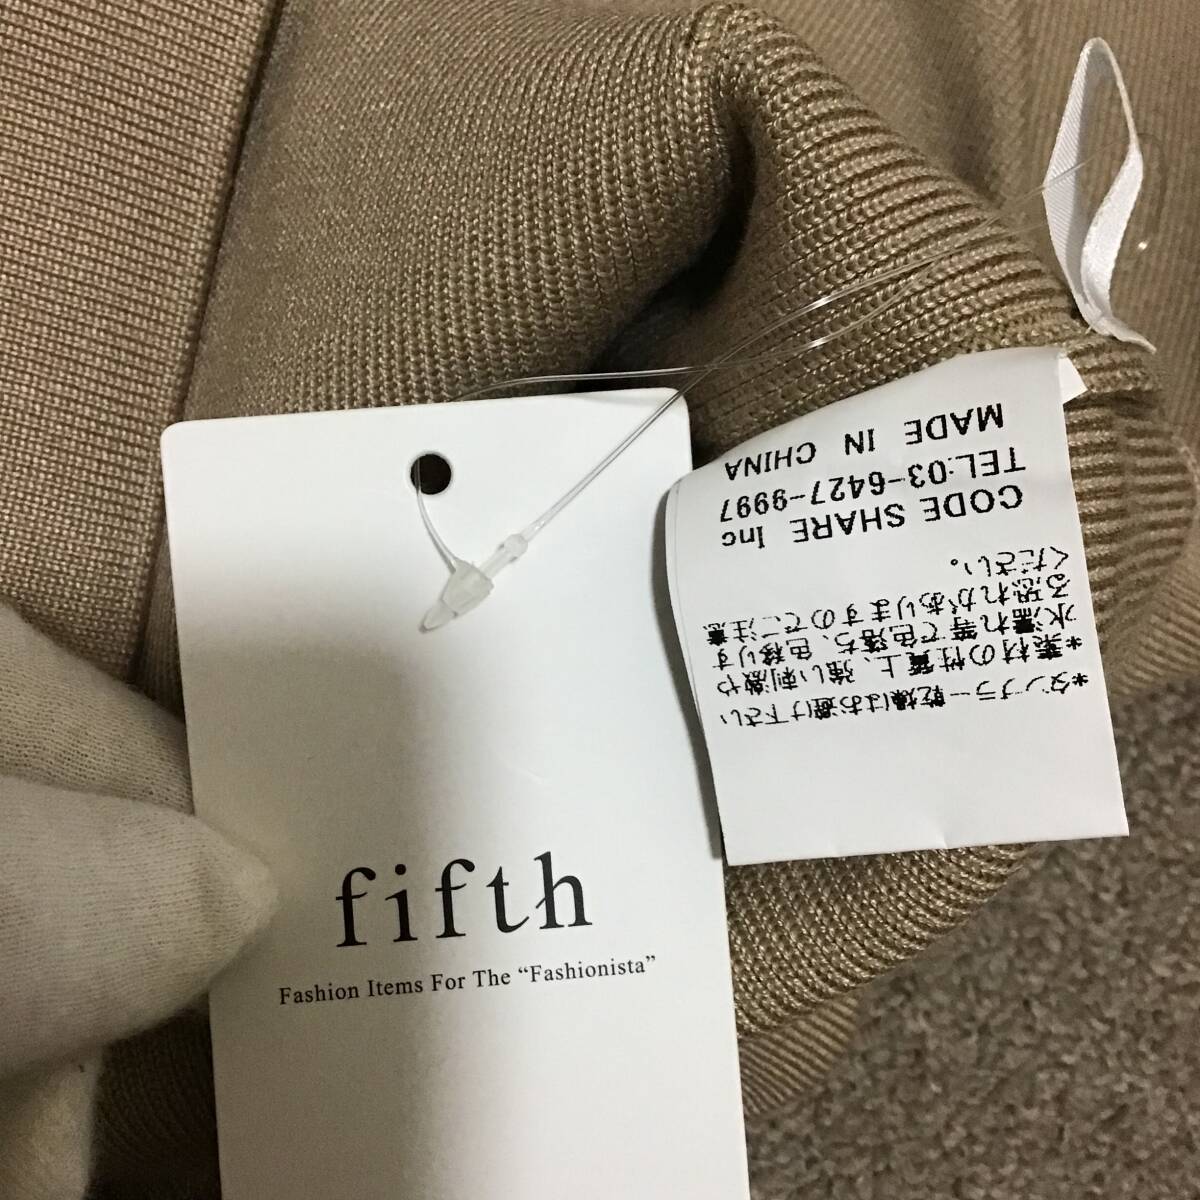 fifth
Fashion Items For The “Fashionista”
*タンブラー乾燥はお避け下さい
*素材の性質上、強い刺激や
水濡れ等で色落ち、色移りす
る恐れがありますのでご注意
ください。
CODE SHARE Inc
TEL:03-6427-9997
MADE IN CHINA